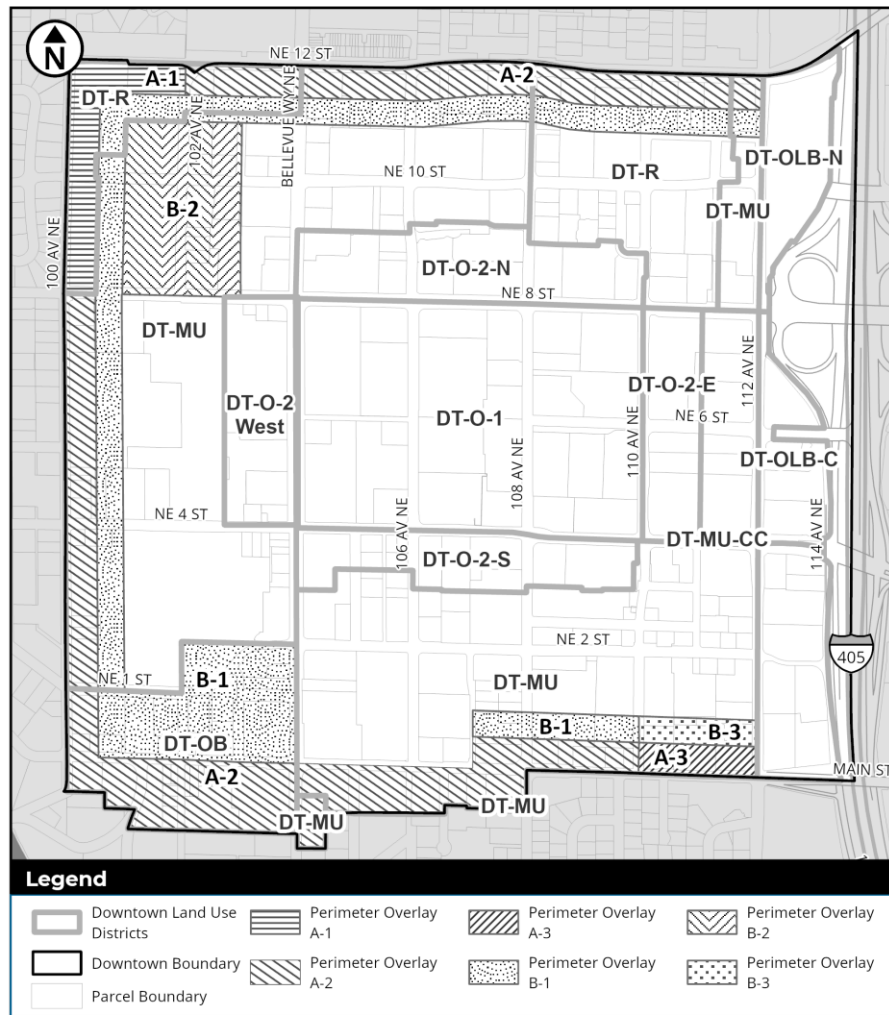 N
NE 12 ST
A-1
A-2
DT-R
102 AV NE
BELLEVUE WY NE
DT-OLB-N
NE 10 ST
DT-R
B-2
DT-MU
100 AV NE
DT-O-2-N
NE 8 ST
DT-MU
112 AV NE
DT-O-2-E
DT-O-2
West
DT-O-1
NE 6 ST
110 AV NE
108 AV NE
DT-OLB-C
NE 4 ST
106 AV NE
DT-MU-CC
114 AV NE
DT-O-2-S
NE 2 ST
405
NE 1 ST
B-1
DT-MU
B-1
B-3
DT-OB
A-3
A-2
MAIN ST
DT-MU
DT-MU
Legend
Downtown Land Use
Districts
Perimeter Overlay
A-1
Perimeter Overlay
A-3
Perimeter Overlay
B-2
Downtown Boundary
Perimeter Overlay
A-2
Perimeter Overlay
B-1
Perimeter Overlay
B-3
Parcel Boundary